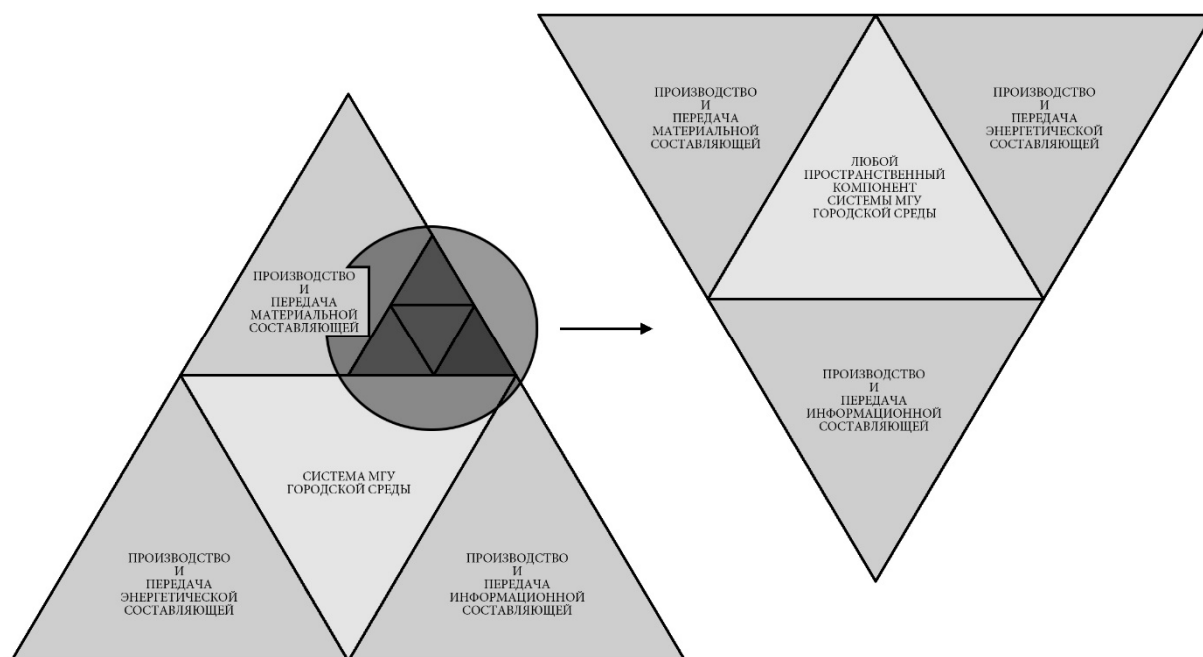 ПРОИЗВОДСТВО
И
ПЕРЕДАЧА
МАТЕРИАЛЬНОЙ
СОСТАВЛЯЮЩЕЙ
СИСТЕМА МГУ
ГОРОДСКОЙ СРЕДЫ
ПРОИЗВОДСТВО
И
ПЕРЕДАЧА
ЭНЕРГЕТИЧЕСКОЙ
СОСТАВЛЯЮЩЕЙ
ПРОИЗВОДСТВО
И
ПЕРЕДАЧА
ИНФОРМАЦИОННОЙ
СОСТАВЛЯЮЩЕЙ
ПРОИЗВОДСТВО
И
ПЕРЕДАЧА
МАТЕРИАЛЬНОЙ
СОСТАВЛЯЮЩЕЙ
ЛЮБОЙ
ПРОСТРАНСТВЕННЫЙ
КОМПОНЕНТ
СИСТЕМЫ МГУ
ГОРОДСКОЙ СРЕДЫ
ПРОИЗВОДСТВО
И
ПЕРЕДАЧА
ЭНЕРГЕТИЧЕСКОЙ
СОСТАВЛЯЮЩЕЙ
ПРОИЗВОДСТВО
И
ПЕРЕДАЧА
ИНФОРМАЦИОННОЙ
СОСТАВЛЯЮЩЕЙ